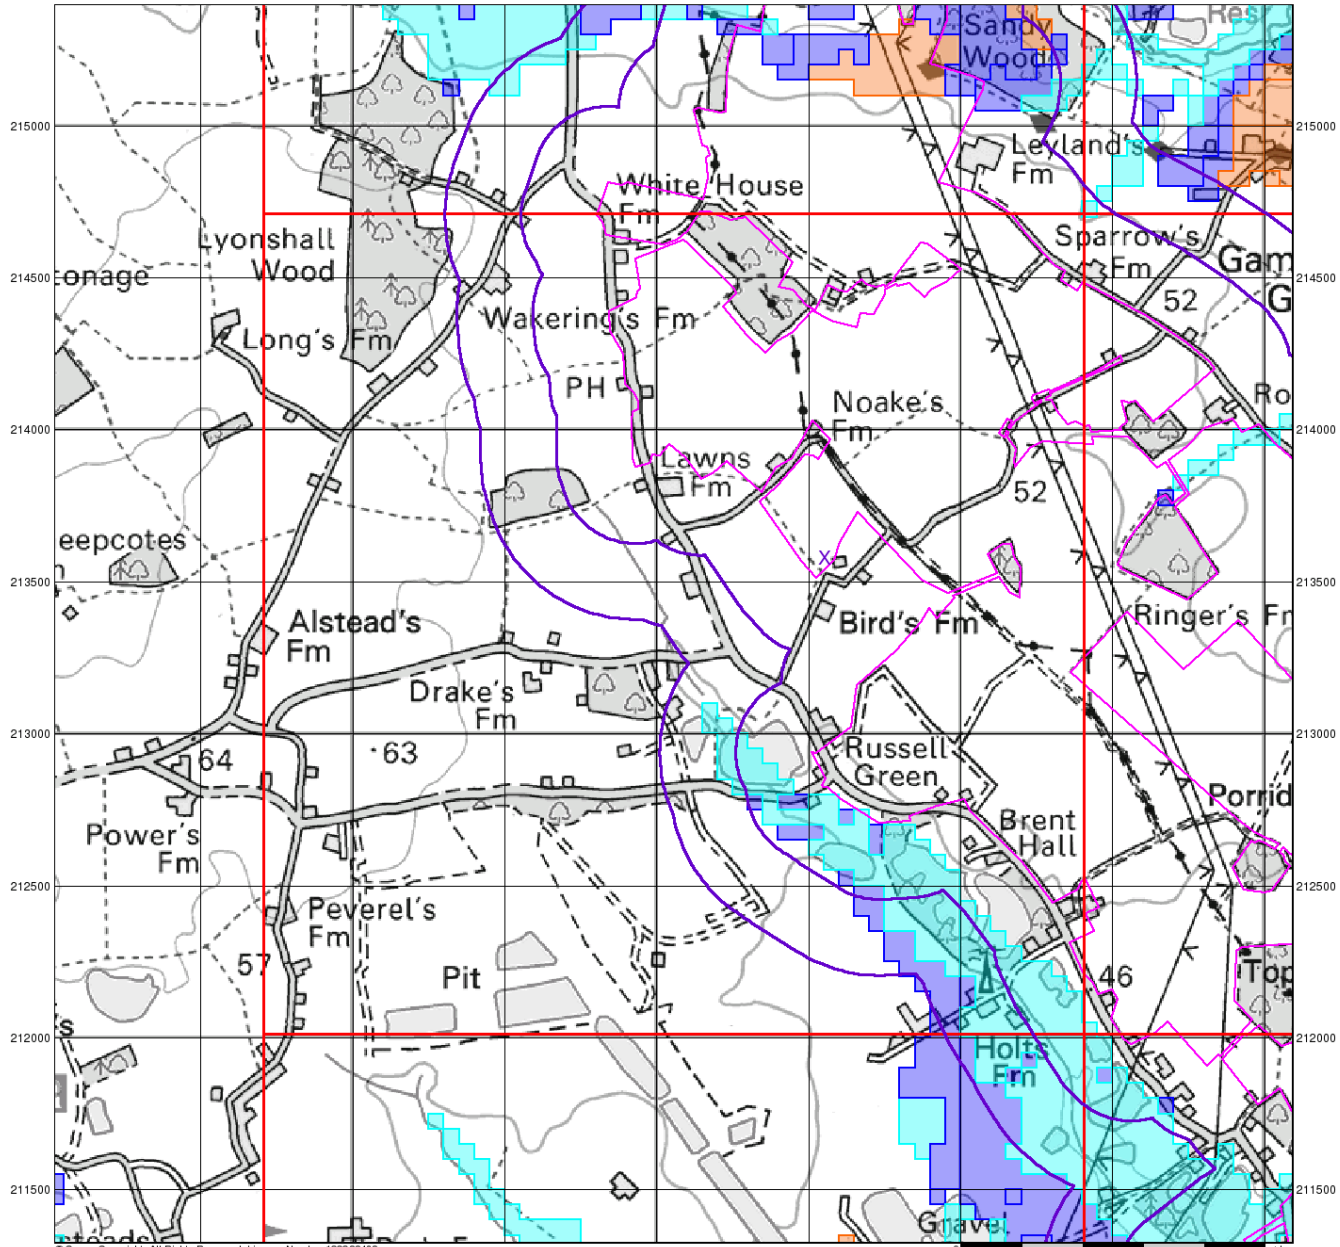 Res
Sandy
Wood
215000
215000
Leyland's
Fm
White House
Fm
Lyonshall
Wood
Sparrow's
Fm
Gam
onage
214500
214500
G
52
Wakering's Fm
Long's Fm
PH
Noake's
Fm
Ro
214000
214000
Lawns
Fm
52
eepcotes
X
213500
213500
Alstead's
Fm
Bird's Fm
Ringer's Fr
Drake's
Fm
213000
213000
64
63
Russell
Green
Porrid
Power's
Fm
Brent
Hall
212500
212500
Peverel's
Fm
57
Pit
46
Top
's
212000
212000
Holts
Fm
211500
211500
Gravel
steads